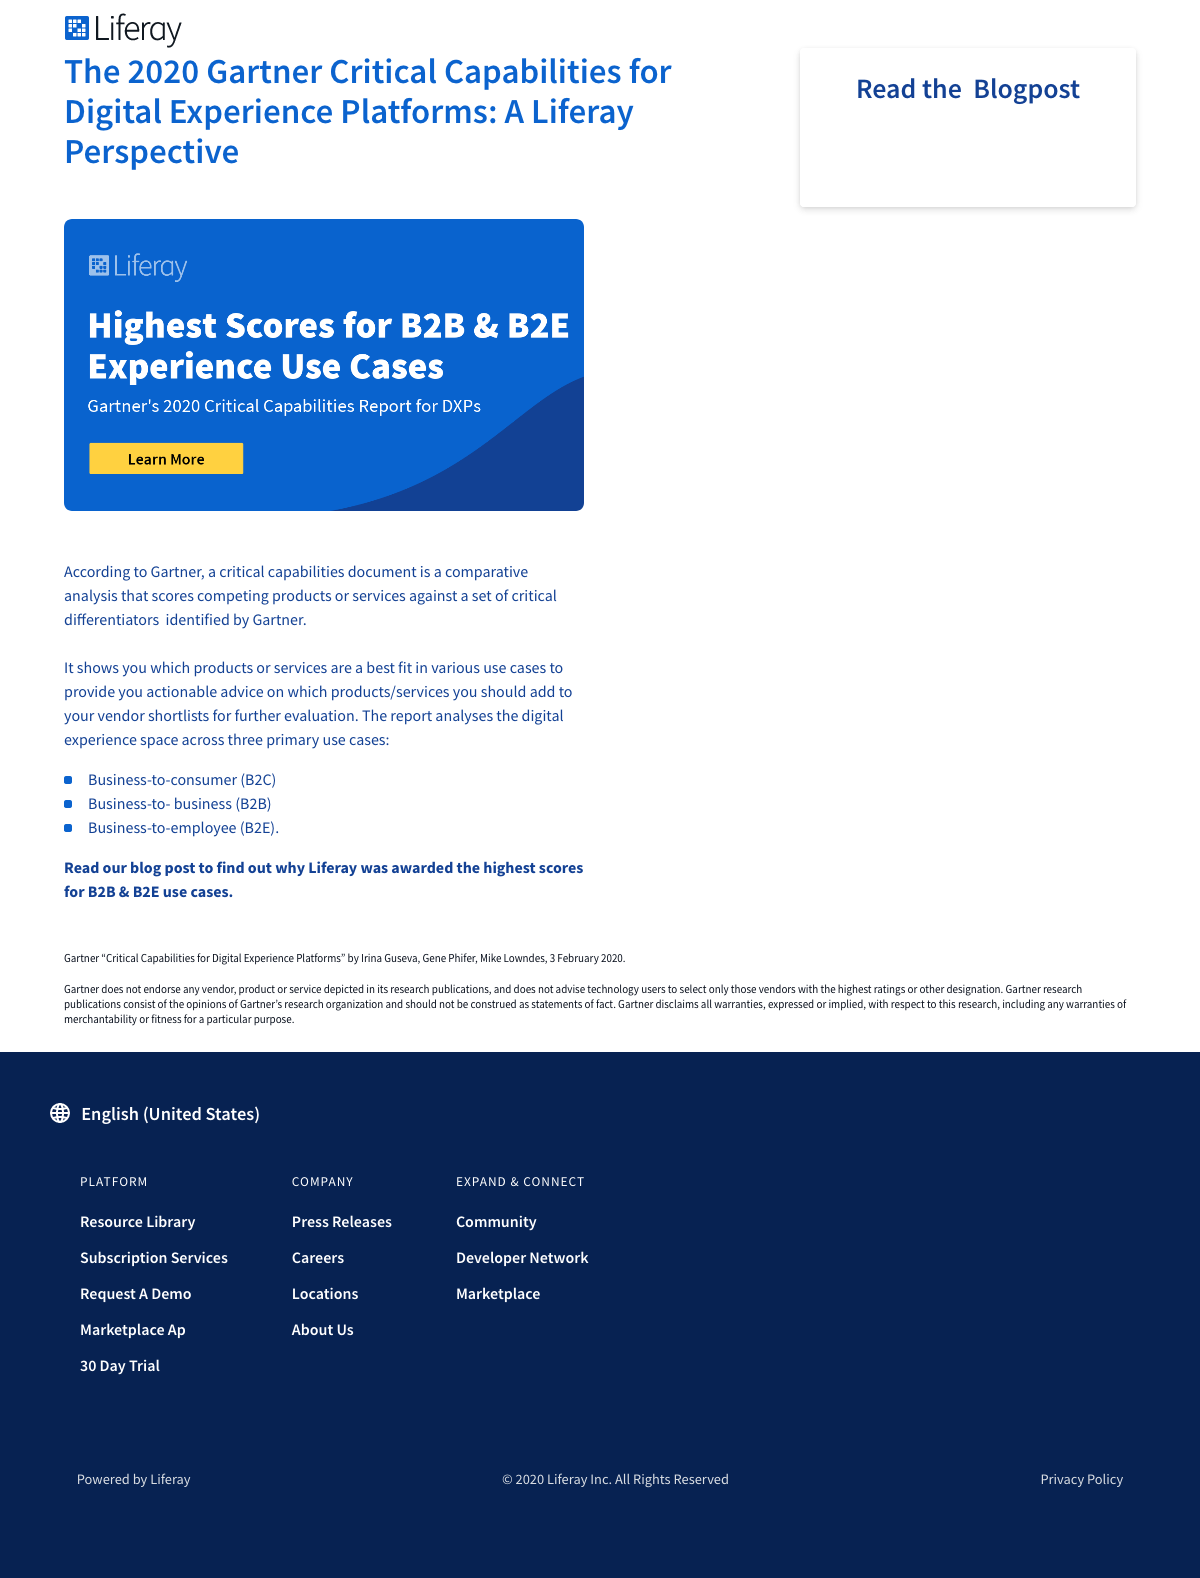 Liferay
The 2020 Gartner Critical Capabilities for
Digital Experience Platforms: A Liferay
Perspective
Read the  Blogpost
Liferay
Highest Scores for B2B & B2E
Experience Use Cases
Gartner's 2020 Critical Capabilities Report for DXPs
Learn More
According to Gartner, a critical capabilities document is a comparative
analysis that scores competing products or services against a set of critical
differentiators  identified by Gartner.
It shows you which products or services are a best fit in various use cases to
provide you actionable advice on which products/services you should add to
your vendor shortlists for further evaluation. The report analyses the digital
experience space across three primary use cases:
Business-to-consumer (B2C)
Business-to- business (B2B)
Business-to-employee (B2E).
Read our blog post to find out why Liferay was awarded the highest scores
for B2B & B2E use cases.
Gartner “Critical Capabilities for Digital Experience Platforms” by Irina Guseva, Gene Phifer, Mike Lowndes, 3 February 2020.
Gartner does not endorse any vendor, product or service depicted in its research publications, and does not advise technology users to select only those vendors with the highest ratings or other designation. Gartner research
publications consist of the opinions of Gartner’s research organization and should not be construed as statements of fact. Gartner disclaims all warranties, expressed or implied, with respect to this research, including any warranties of
merchantability or fitness for a particular purpose.
English (United States)
PLATFORM
Resource Library
Subscription Services
Request A Demo
Marketplace Ap
30 Day Trial
COMPANY
Press Releases
Careers
Locations
About Us
EXPAND & CONNECT
Community
Developer Network
Marketplace
Powered by Liferay
© 2020 Liferay Inc. All Rights Reserved
Privacy Policy